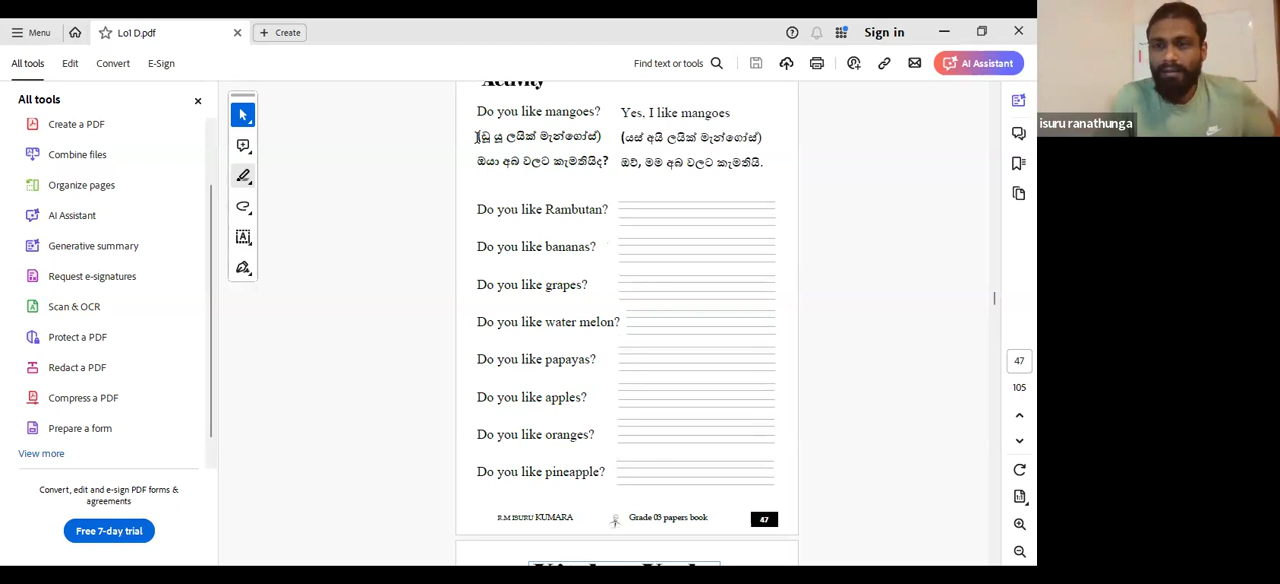 Menu
Lo1 D.pdf
Create
Sign in
All tools
Edit
Convert
E-Sign
Find text or tools
AI Assistant
All tools
Create a PDF
Combine files
Organize pages
AI Assistant
Generative summary
Request e-signatures
Scan & OCR
Protect a PDF
Redact a PDF
Compress a PDF
Prepare a form
View more
Convert, edit and e-sign PDF forms &
agreements
Free 7-day trial
Activity
Do you like mangoes? Yes, I like mangoes
(ඩු යූ ලයික් මැන්ගෝස්) (යස් අයි ලයික් මැන්ගෝස්)
ඔයා අඹ වලට කැමතියිද? ඔව්, මම අඹ වලට කැමතියි.
Do you like Rambutan?
Do you like bananas?
Do you like grapes?
Do you like water melon?
Do you like papayas?
Do you like apples?
Do you like oranges?
Do you like pineapple?
R.M ISURU KUMARA Grade 03 papers book 47
47
105
isuru ranathunga